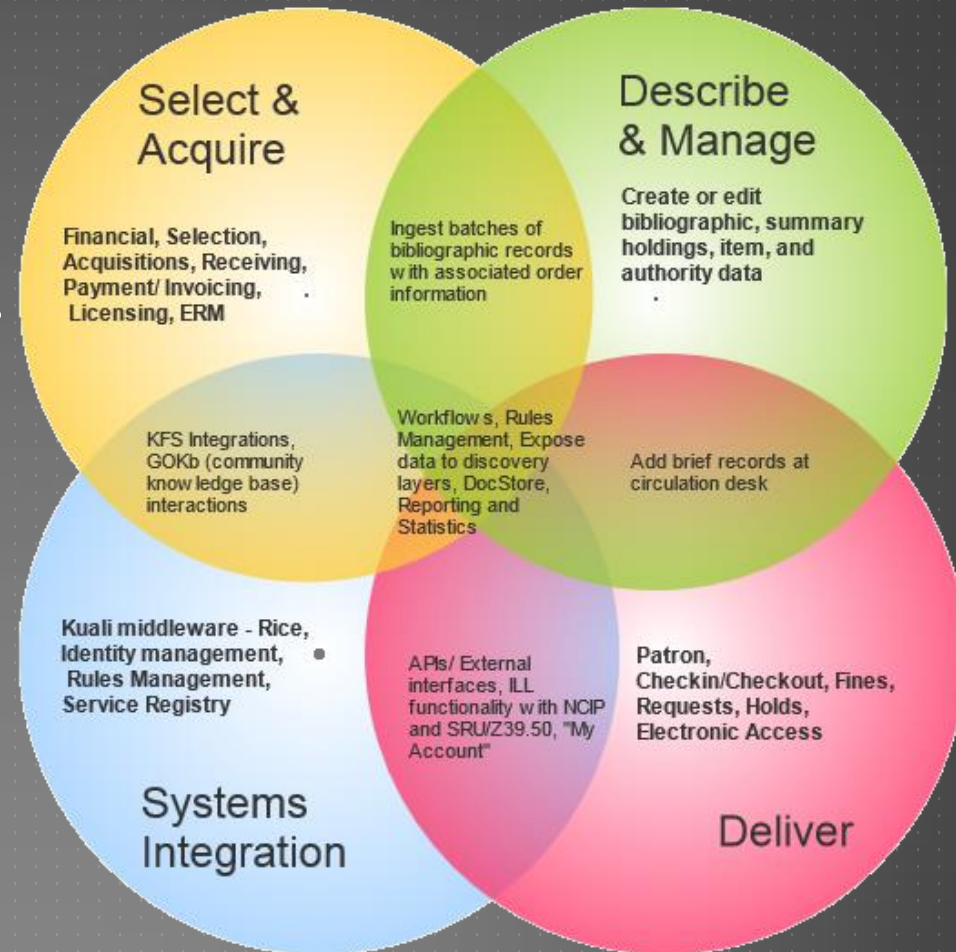 Select &
Acquire
Financial, Selection,
Acquisitions, Receiving,
Payment/ Invoicing,
Licensing, ERM
Ingest batches of
bibliographic records
with associated order
information
Describe
& Manage
Create or edit
bibliographic, summary
holdings, item, and
authority data
KFS Integrations,
GOKb (community
knowledge base)
interactions
Workflows, Rules
Management, Expose
data to discovery
layers, DocStore,
Reporting and
Statistics
Add brief records at
circulation desk
Kuali middleware - Rice,
Identity management,
Rules Management,
Service Registry
Systems
Integration
APIs/ External
interfaces, ILL
functionality with NCIP
and SRU/Z39.50, "My
Account"
Patron,
Checkin/Checkout, Fines,
Requests, Holds,
Electronic Access
Deliver